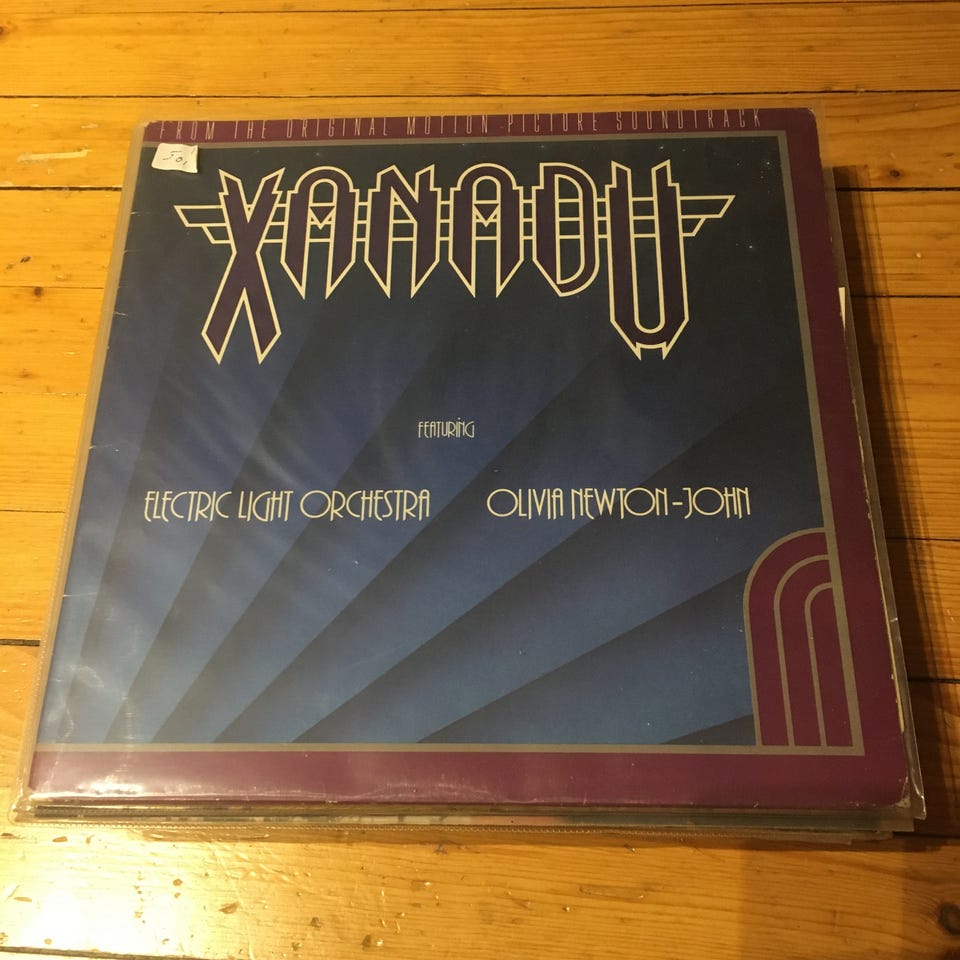 FROM THE ORIGINAL MOTION PICTURE SOUNDTRACK
50,
XANADU
FEATURING
ELECTRIC LIGHT ORCHESTRA OLIVIA NEWTON-JOHN